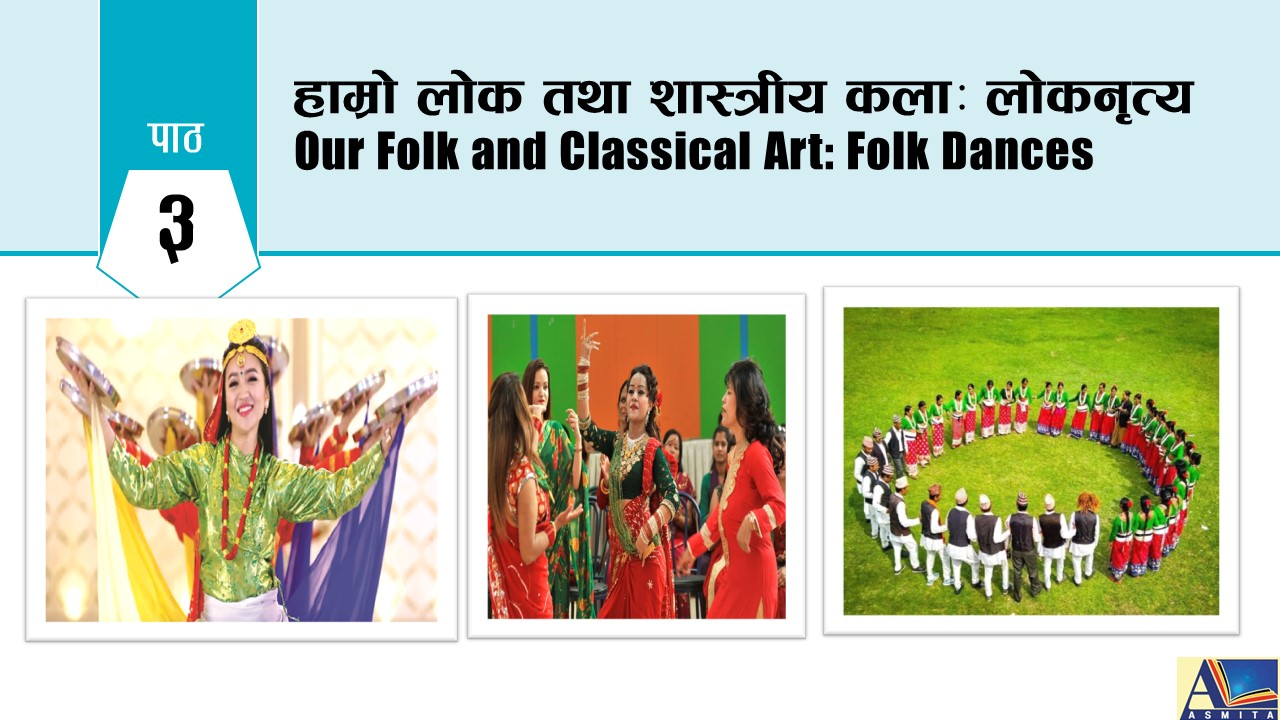 पाठ
३
हाम्रो लोक तथा शास्त्रीय कलाः लोकनृत्य
Our Folk and Classical Art: Folk Dances
ASMITA